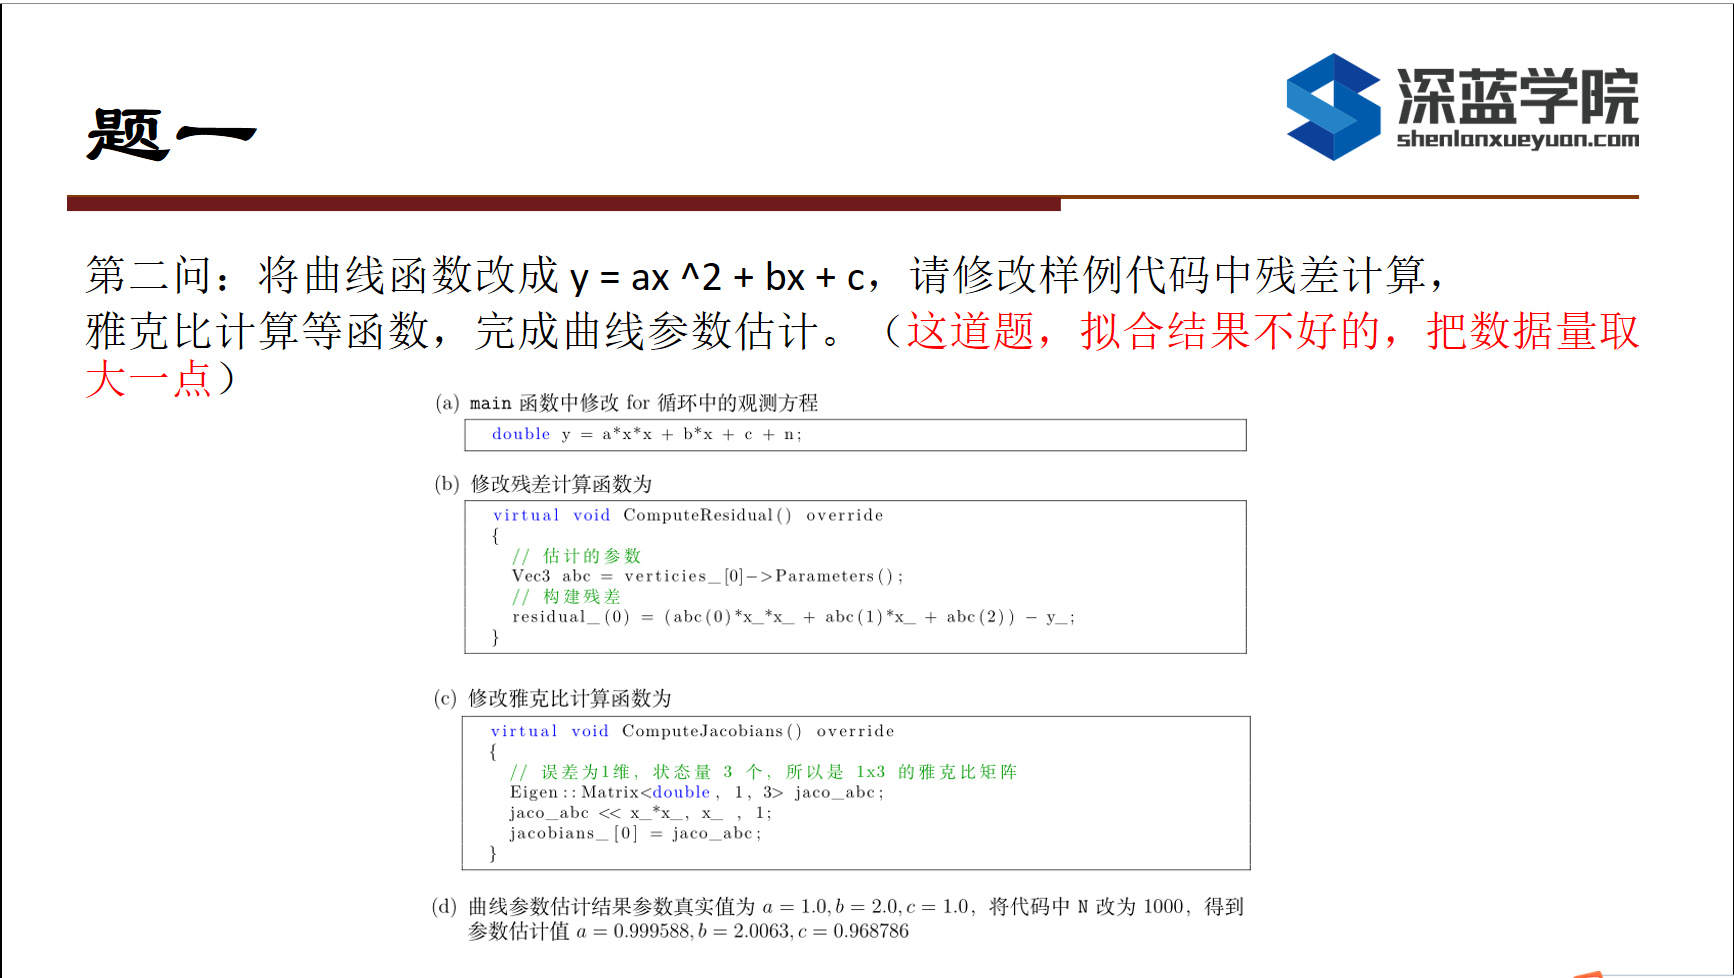 题一
深蓝学院
shenlanxueyuan.com
第二问：将曲线函数改成 y = ax ^2 + bx + c，请修改样例代码中残差计算，
雅克比计算等函数，完成曲线参数估计。（这道题，拟合结果不好的，把数据量取
大一点）
(a) main 函数中修改 for 循环中的观测方程
double y = a*x*x + b*x + c + n;
(b) 修改残差计算函数为
virtual void ComputeResidual() override
{
// 估计的参数
Vec3 abc = verticies_[0]->Parameters();
// 构建残差
residual_(0) = (abc(0)*x_*x_ + abc(1)*x_ + abc(2)) - y_;
}
(c) 修改雅克比计算函数为
virtual void ComputeJacobians() override
{
// 误差为1维，状态量 3 个，所以是 1x3 的雅克比矩阵
Eigen::Matrix<double, 1, 3> jaco_abc;
jaco_abc << x_*x_, x_ , 1;
jacobians_[0] = jaco_abc;
}
(d) 曲线参数估计结果参数真实值为 a = 1.0, b = 2.0, c = 1.0，将代码中 N 改为 1000，得到
参数估计值 a = 0.999588, b = 2.0063, c = 0.968786